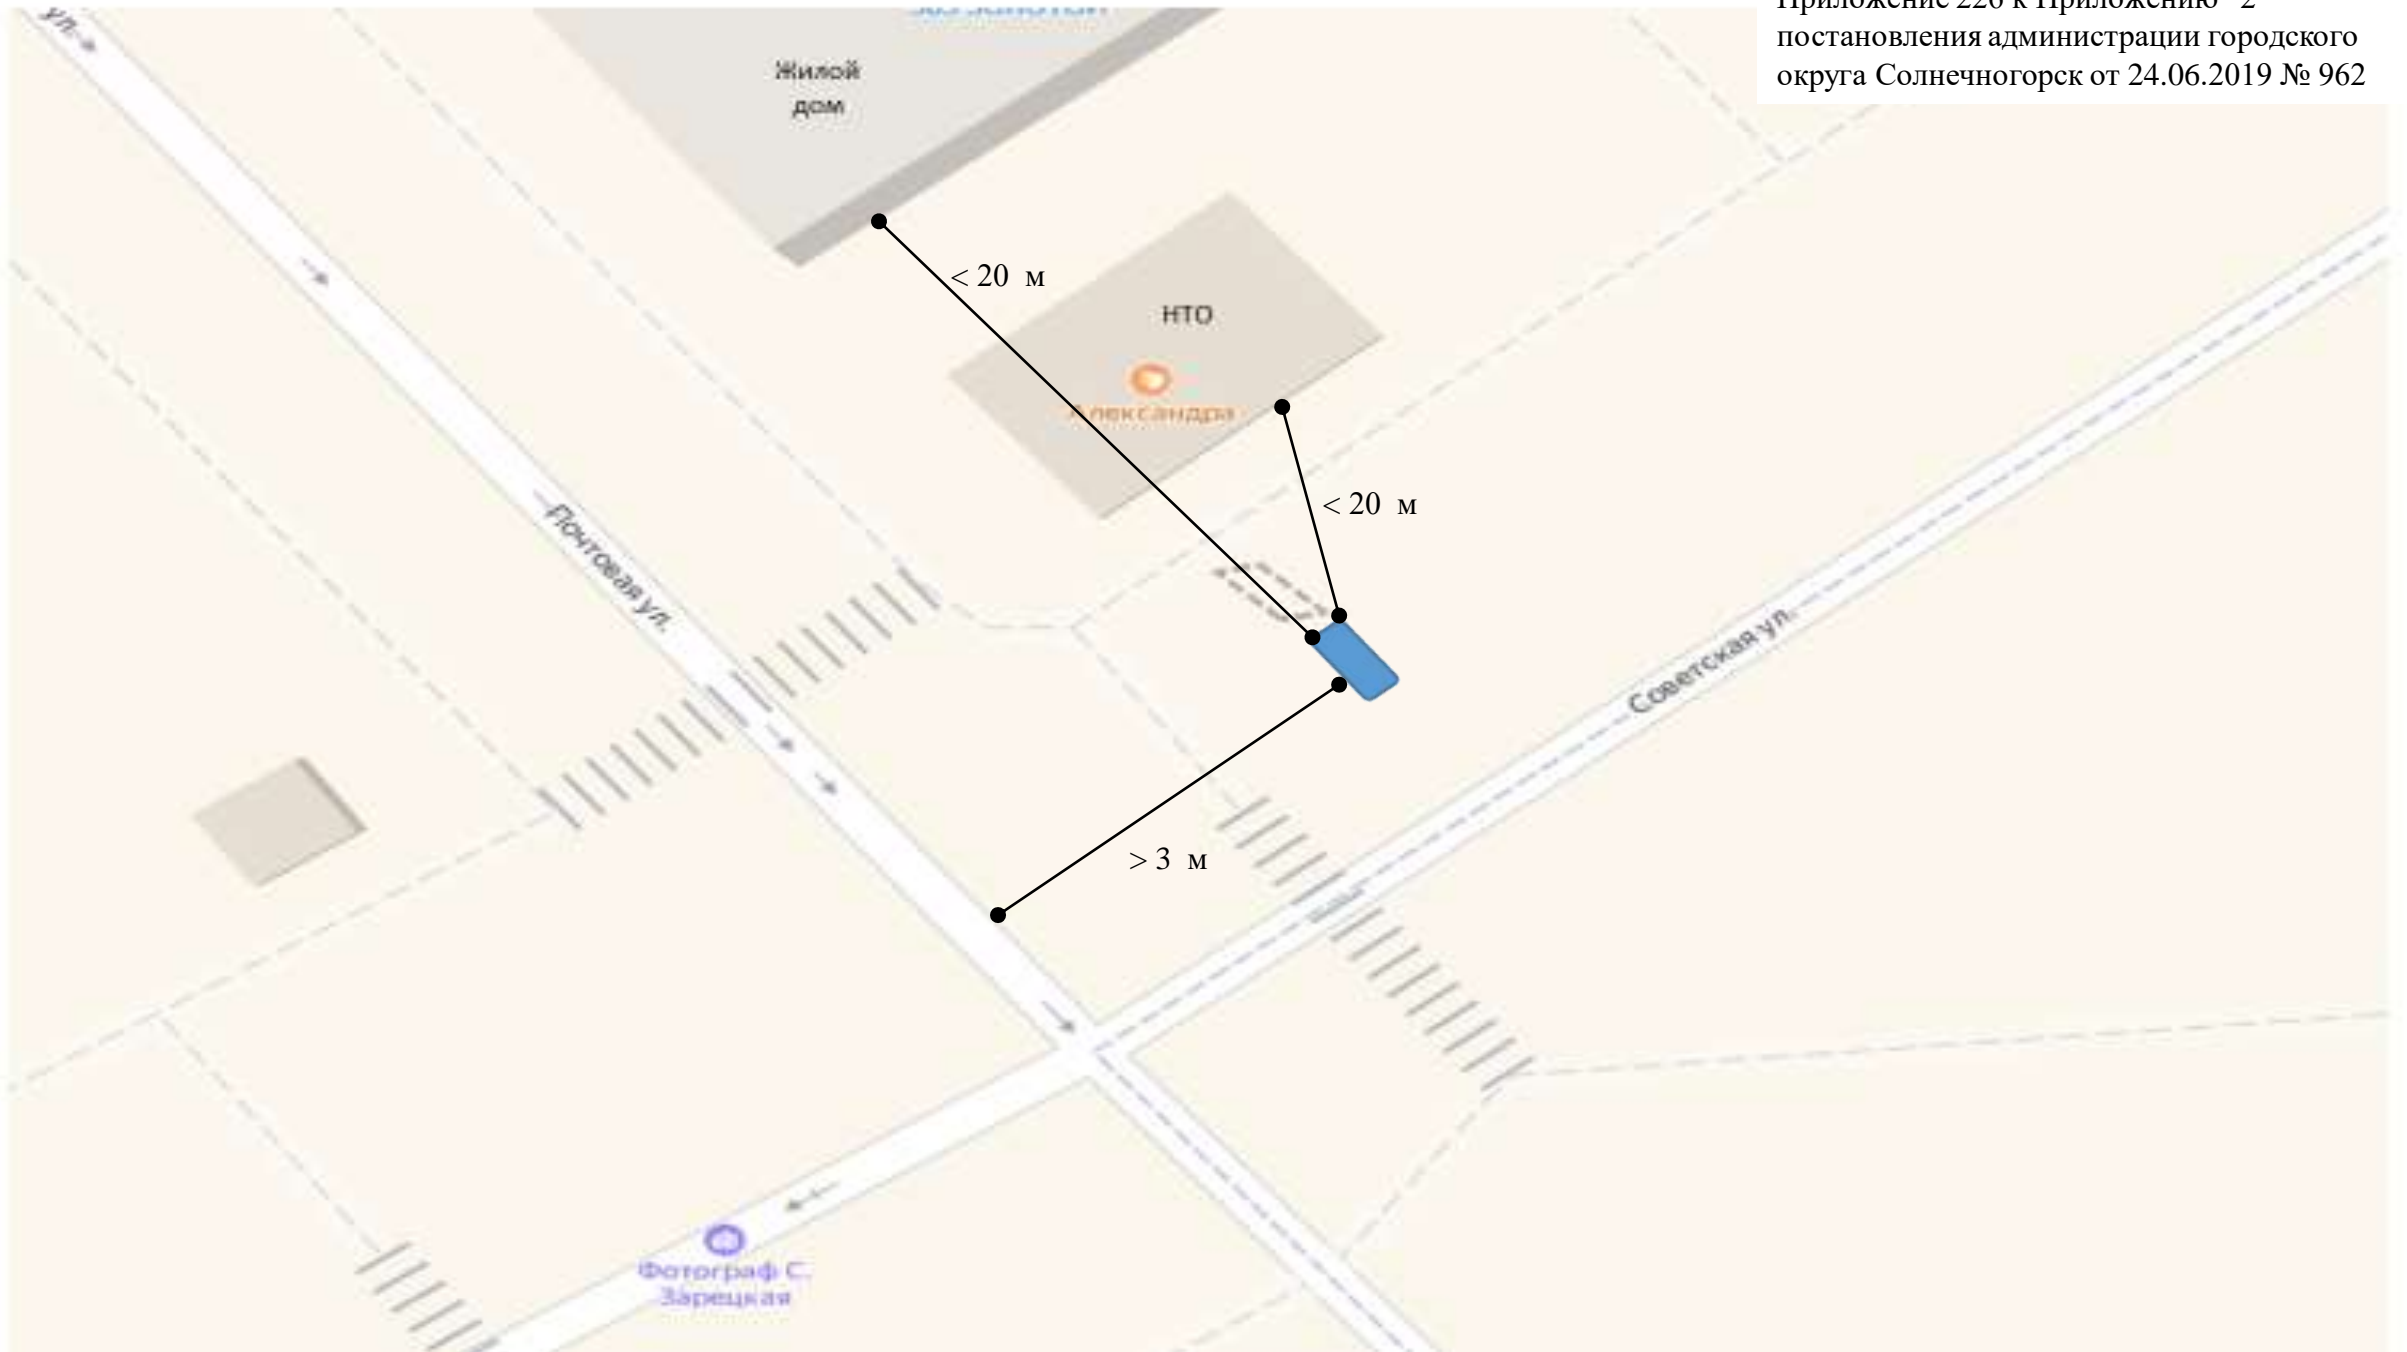 ул.
Приложение 226 к Приложению 2
постановления администрации городского
округа Солнечногорск от 24.06.2019 № 962
Жилой
дом
< 20 м
НТО
Александра
< 20 м
Почтовая ул.
Советская ул.
> 3 м
Фотограф С.
Зарецкая